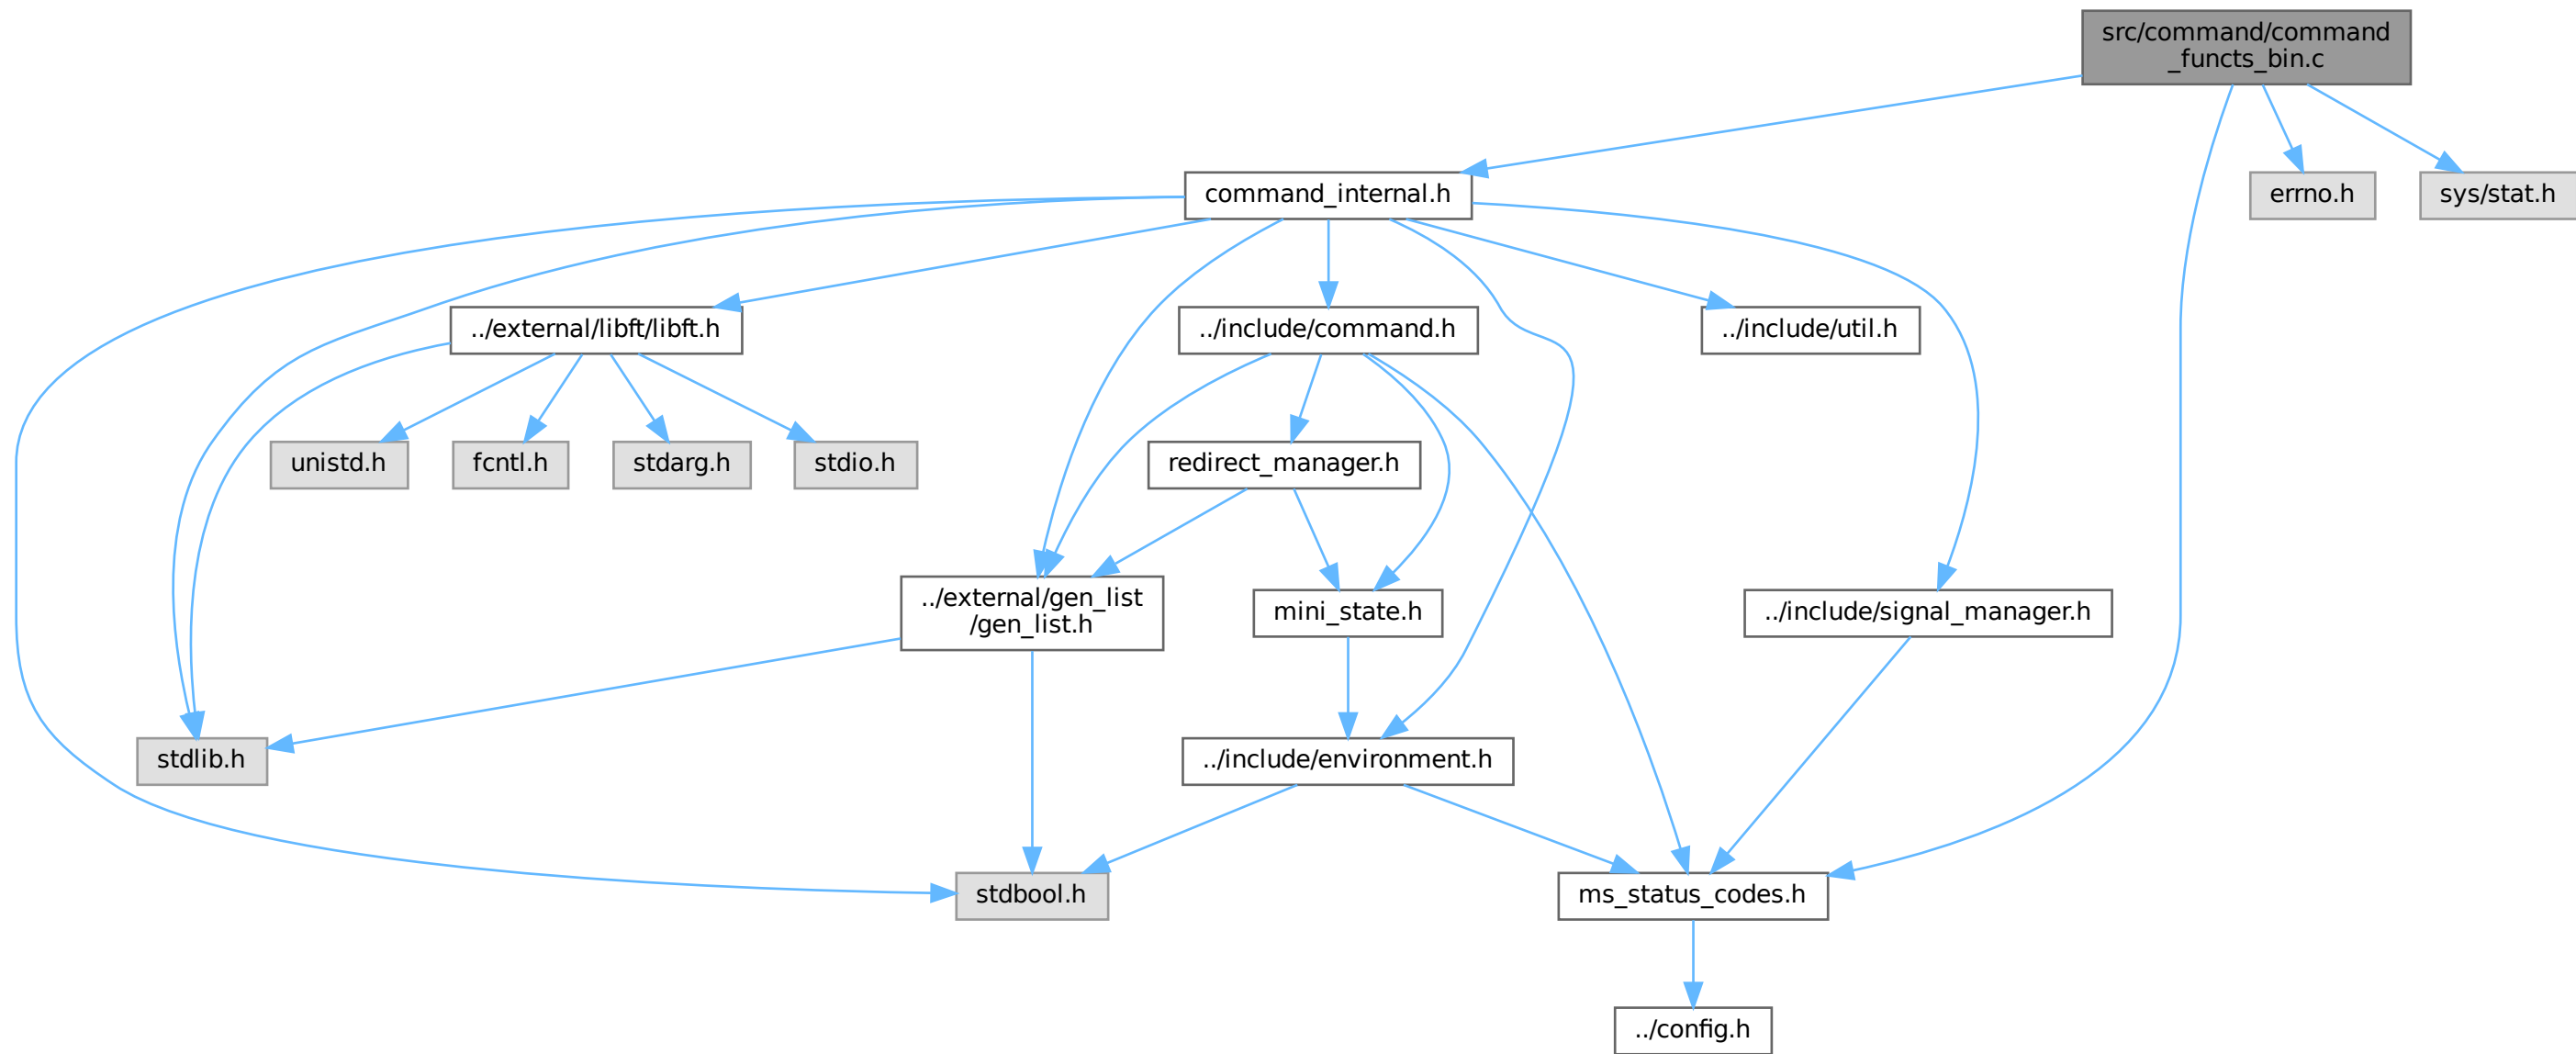 src/command/command
_functs_bin.c
command_internal.h
errno.h
sys/stat.h
../external/libft/libft.h
../include/command.h
../include/util.h
unistd.h
fcntl.h
stdarg.h
stdio.h
redirect_manager.h
../external/gen_list
/gen_list.h
mini_state.h
../include/signal_manager.h
stdlib.h
../include/environment.h
stdbool.h
ms_status_codes.h
../config.h